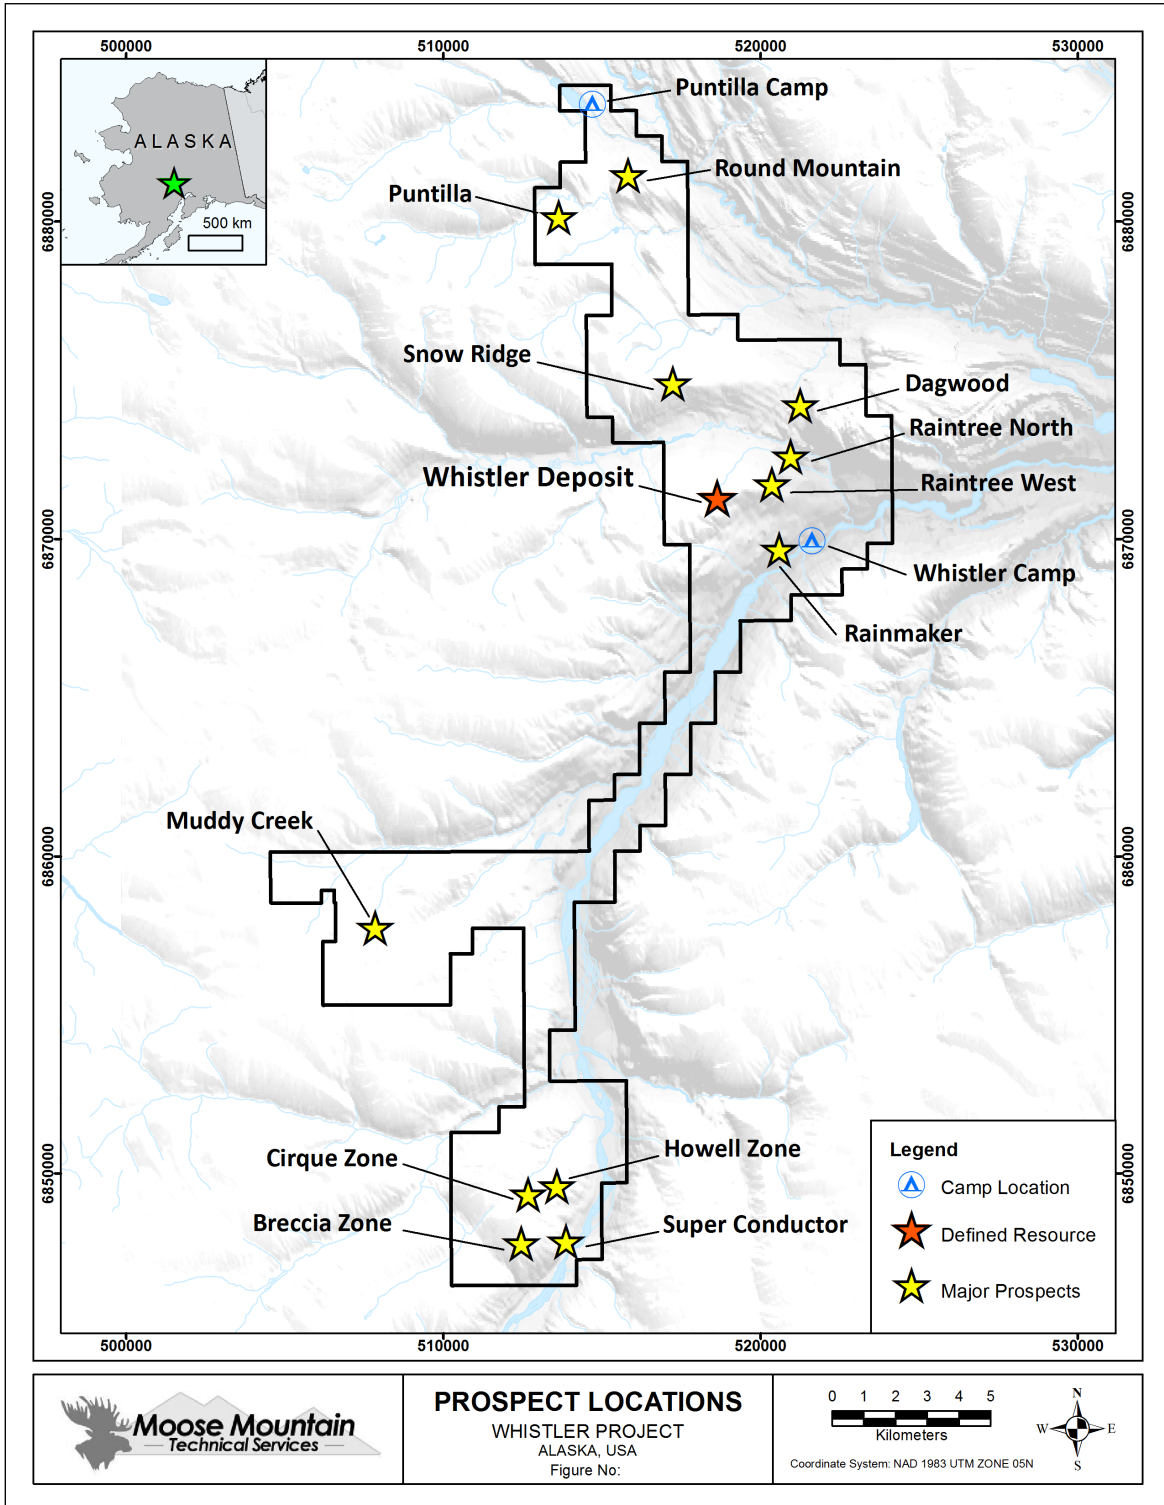 500000 510000 520000 530000
ALASKA
500 km
Puntilla Camp
Round Mountain
Puntilla
6880000 6880000
Snow Ridge
Dagwood
Raintree North
Whistler Deposit
Raintree West
6870000 6870000
Whistler Camp
Rainmaker
Muddy Creek
6860000 6860000
Howell Zone
Cirque Zone
6850000 6850000
Breccia Zone
Super Conductor
Legend
Camp Location
Defined Resource
Major Prospects
500000 510000 520000 530000
Moose Mountain
Technical Services
PROSPECT LOCATIONS
WHISTLER PROJECT
ALASKA, USA
Figure No:
0 1 2 3 4 5
Kilometers
Coordinate System: NAD 1983 UTM ZONE 05N
N
W E
S